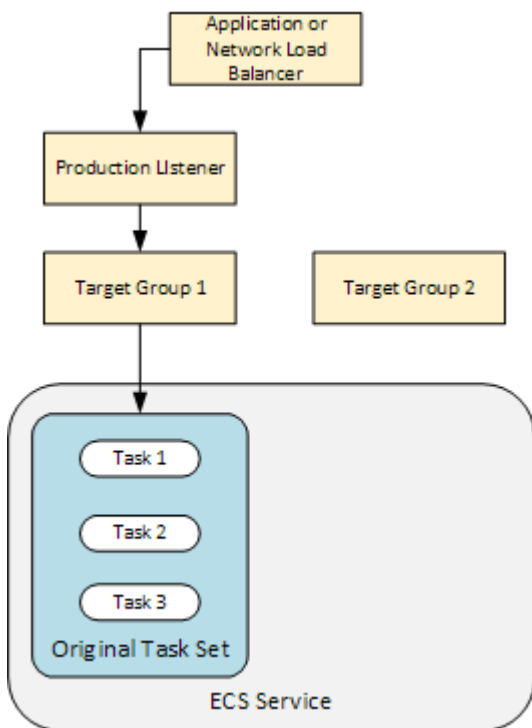 Application or
Network Load
Balancer
Production LIstener
Target Group 1
Target Group 2
Task 1
Task 2
Task 3
Original Task Set
ECS Service